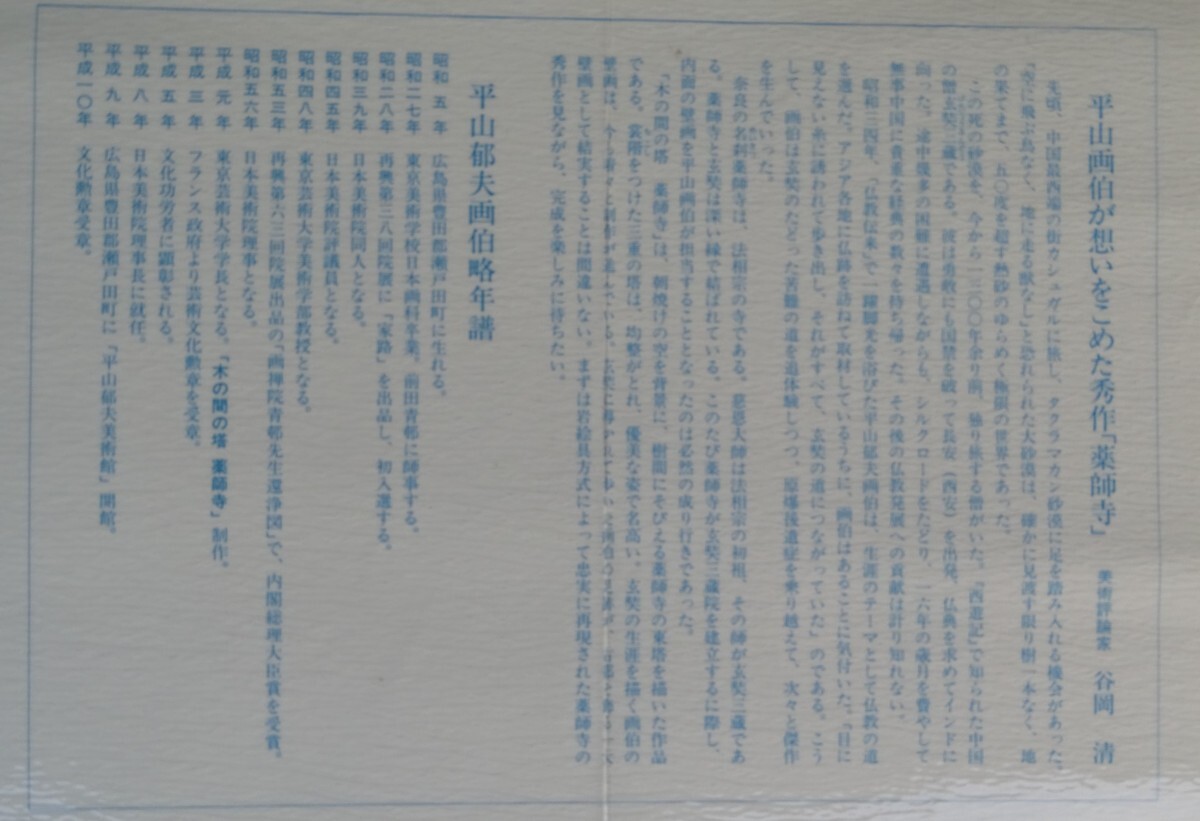 平山画伯が想いをこめた秀作「薬師寺」
美術評論家 谷岡 清
先頃、中国最西端の街カシュガルに旅し、タクラマカン砂漠に足を踏み入れる機会があった。
「空に飛ぶ鳥なく、地に走る獣なし」と恐れられた大砂漠は、確かに見渡す限り樹一本なく、地
の果てまで、五〇度を超す熱砂のゆらめく極限の世界であった。
この死の砂漠を、今から一三〇〇年余り前、独り旅する僧がいた。『西遊記』で知られた中国
の僧玄奘三蔵である。彼は勇敢にも国禁を破って長安（西安）を出発、仏典を求めてインドに
向った。途中幾多の困難に遭遇しながらも、シルクロードをたどり、一六年の歳月を費やして
無事中国に貴重な経典の数々を持ち帰った。その後の仏教発展への貢献は計り知れない。
昭和三四年、「仏教伝来」で一躍脚光を浴びた平山郁夫画伯は、生涯のテーマとして仏教の道
を選んだ。アジア各地に仏跡を訪ねて取材しているうちに、画伯はあることに気付いた。『目に
見えない糸に誘われて歩き出し、それがすべて、玄奘の道につながっていた』のである。こう
して、画伯は玄奘のたどった苦難の道を追体験しつつ、原爆後遺症を乗り越えて、次々と傑作
を生んでいった。
奈良の名刹薬師寺は、法相宗の寺である。慈恩大師は法相宗の初祖、その師が玄奘三蔵であ
る。薬師寺と玄奘は深い縁で結ばれている。このたび薬師寺が玄奘三蔵院を建立するに際し、
内面の壁画を平山画伯が担当することとなったのは必然の成り行きであった。
「木の間の塔 薬師寺」は、朝焼けの空を背景に、樹間にそびえる薬師寺の東塔を描いた作品
である。裳階をつけた三重の塔は、均整がとれ、優美な姿で名高い。玄奘の生涯を描く画伯の
壁画は、今も着々と制作が進んでいる。玄奘に導かれて歩いた画伯の
壁画として結実することは間違いない。まずは岩絵具方式によって忠実に再現された薬師寺の
秀作を見ながら、完成を楽しみに待ちたい。
平山郁夫画伯略年譜
昭和 五 年 広島県豊田郡瀬戸田町に生れる。
昭和二七年 東京美術学校日本画科卒業。前田青邨に師事する。
昭和二八年 再興第三八回院展に「家路」を出品し、初入選する。
昭和三九年 日本美術院同人となる。
昭和四五年 日本美術院評議員となる。
昭和四八年 東京芸術大学美術学部教授となる。
昭和五三年 再興第六三回院展出品の「画禅院青邨先生還浄図」で、内閣総理大臣賞を受賞。
昭和五六年 日本美術院理事となる。
平成 元 年 東京芸術大学学長となる。「木の間の塔 薬師寺」制作。
平成 三 年 フランス政府より芸術文化勲章を受章。
平成 五 年 文化功労者に顕彰される。
平成 八 年 日本美術院理事長に就任。
平成 九 年 広島県豊田郡瀬戸田町に「平山郁夫美術館」開館。
平成一〇年 文化勲章受章。